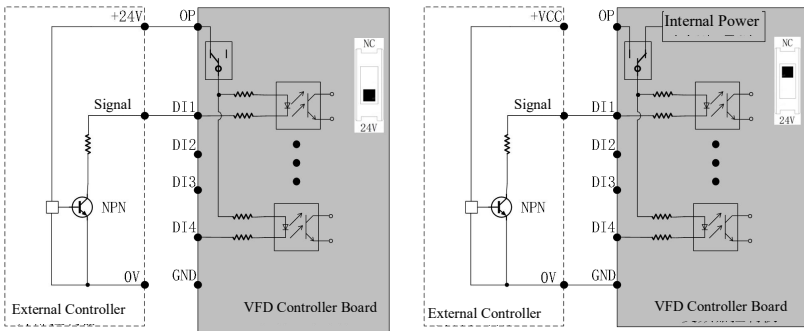 +24V
OP
NC
24V
Signal
DI1
DI2
DI3
NPN
DI4
0V
GND
External Controller
VFD Controller Board
+VCC
OP
Internal Power
NC
24V
Signal
DI1
DI2
DI3
NPN
DI4
0V
GND
External Controller
VFD Controller Board